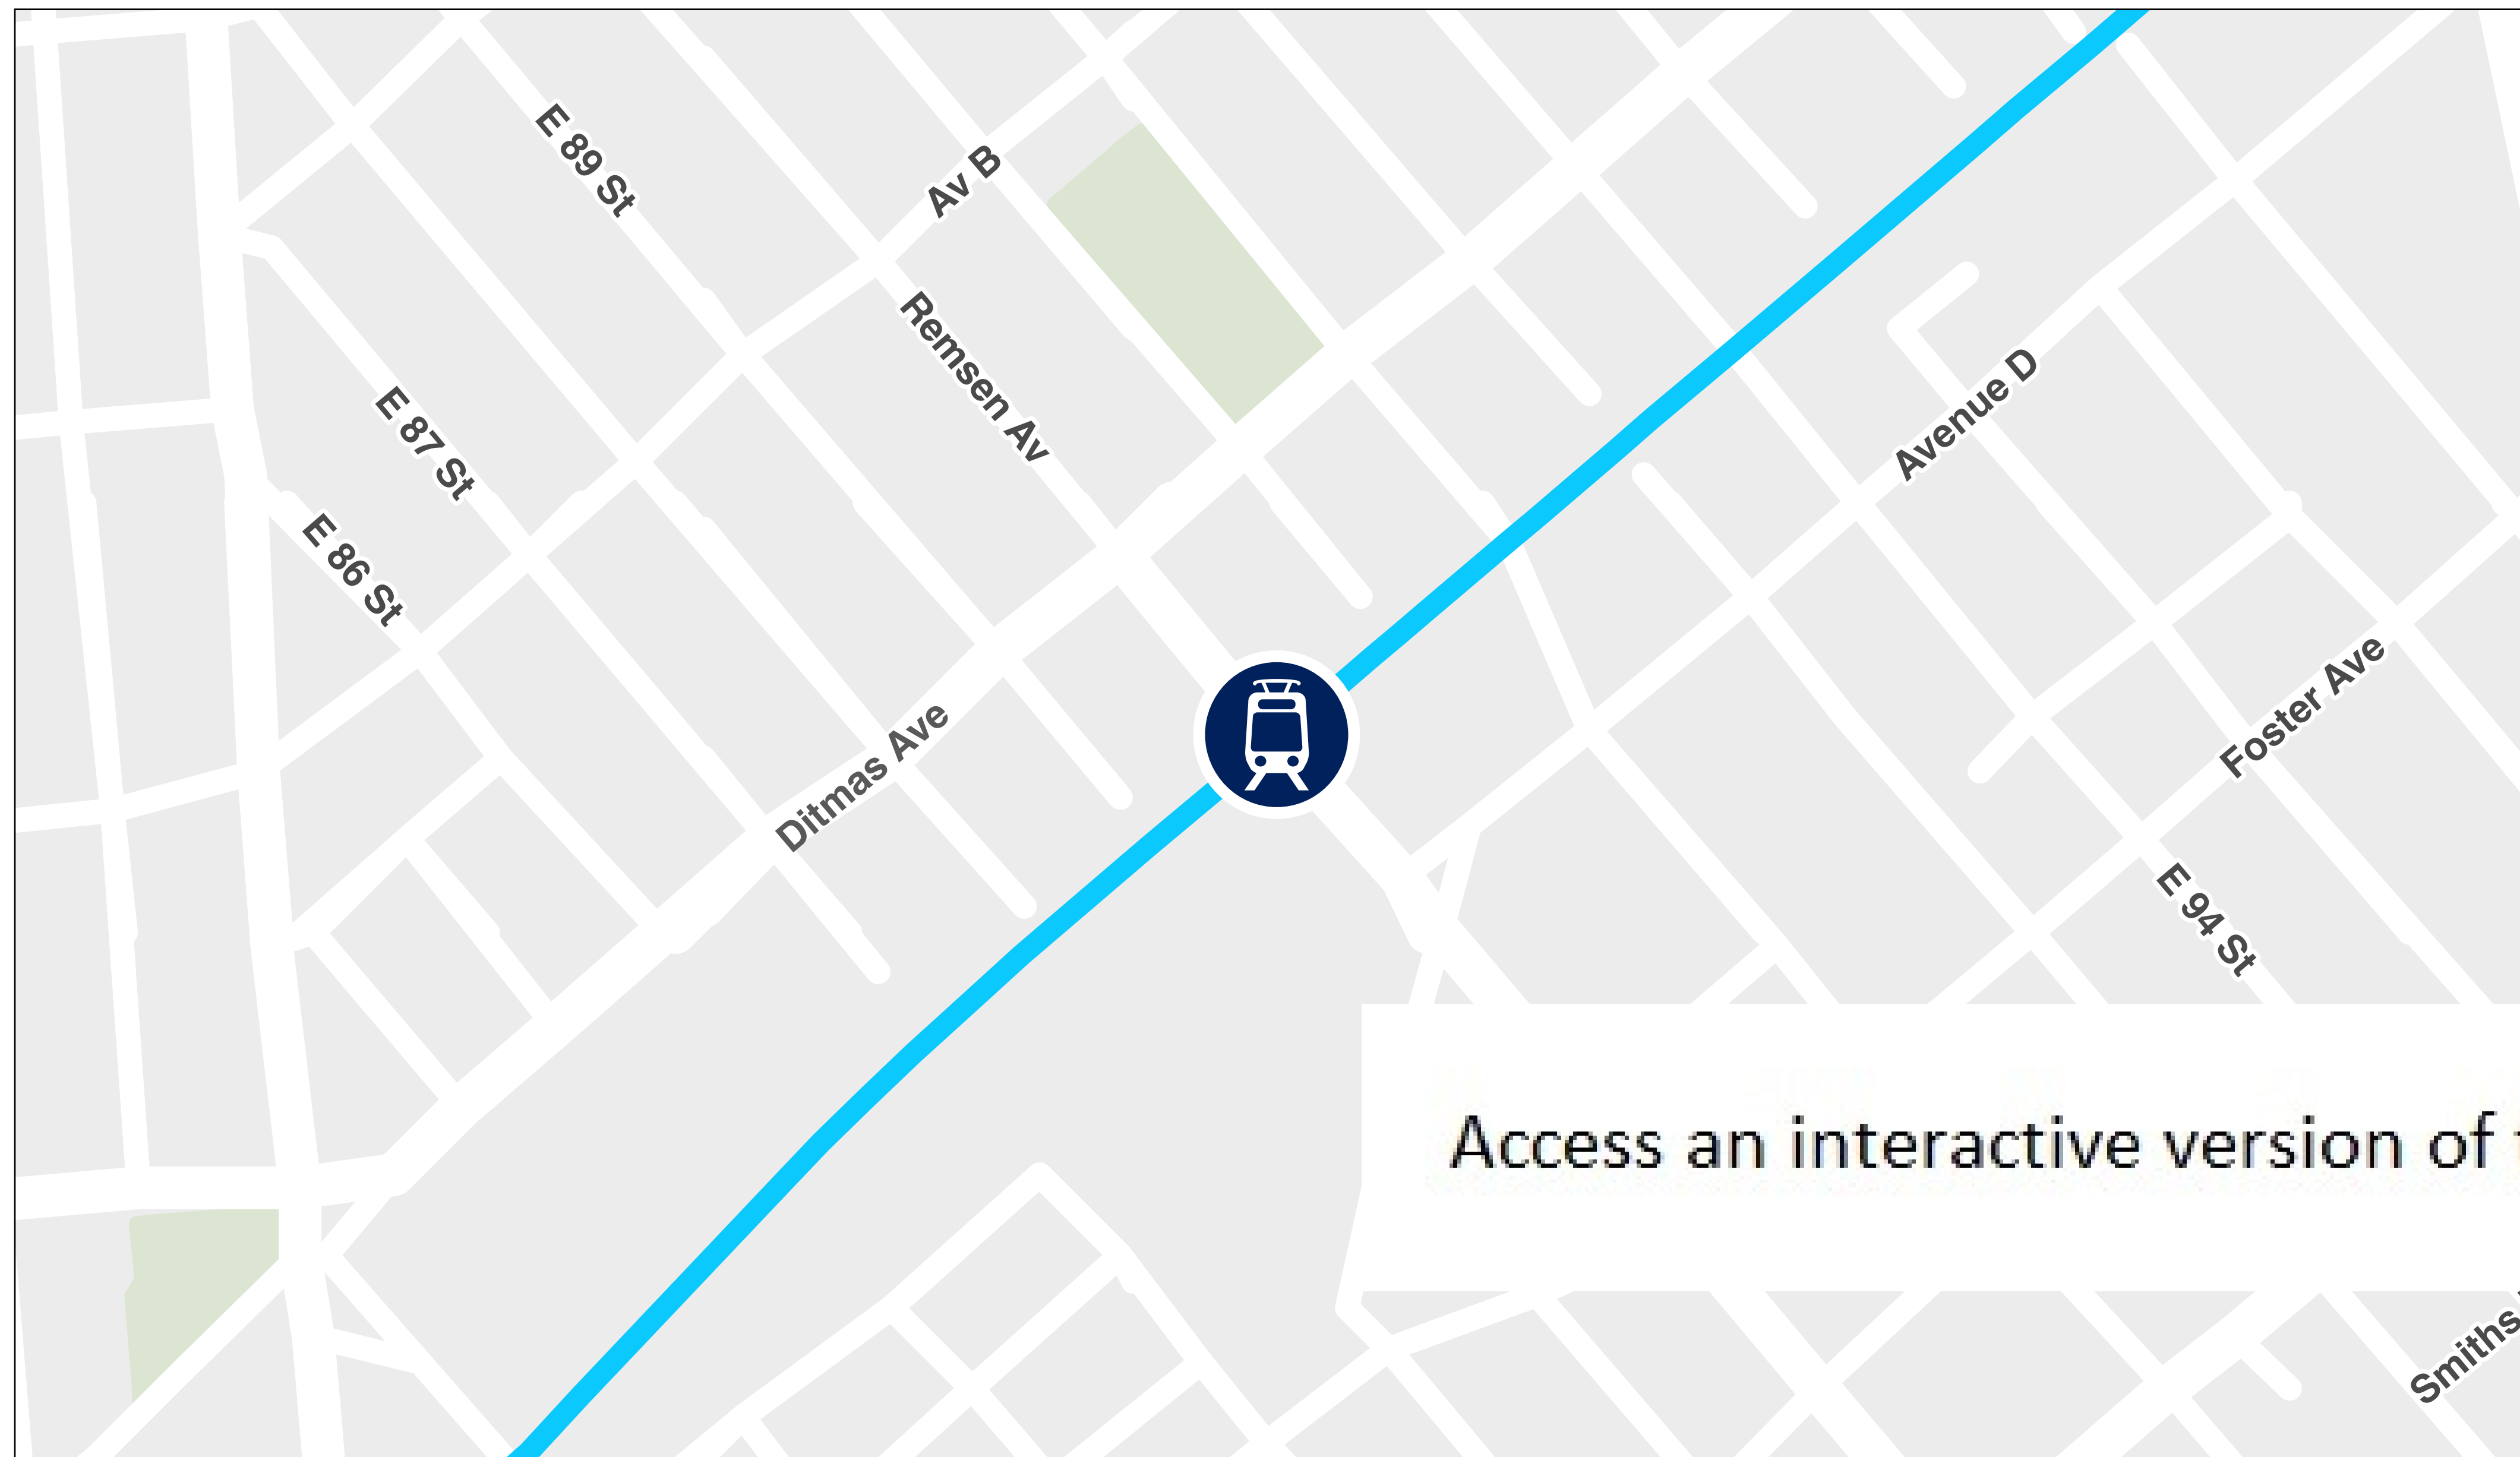 E 89 St
Av B
Remsen Av
E 87 St
Avenue D
E 86 St
Foster Ave
Ditmas Ave
E 94 St
Access an interactive version of
Smiths